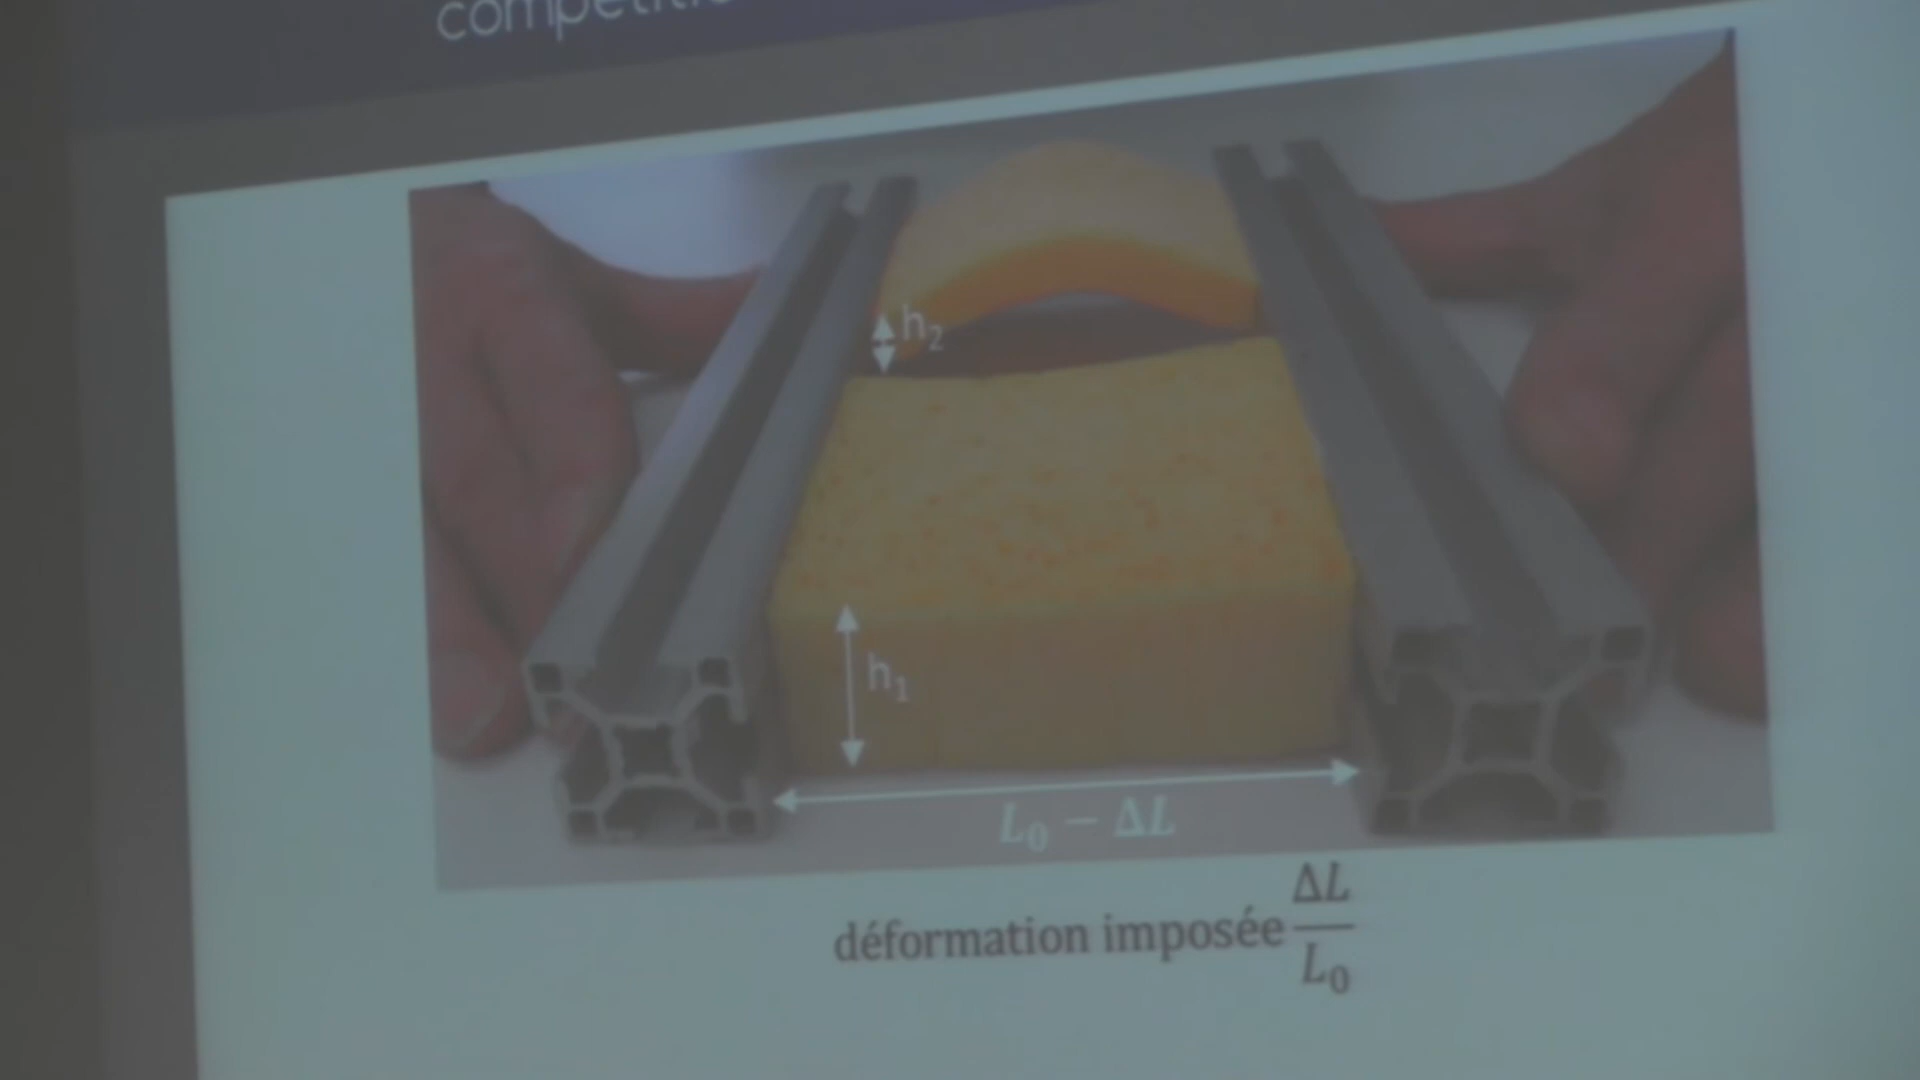 h₂
h₁
L₀ − ΔL
déformation imposée ΔL/L₀